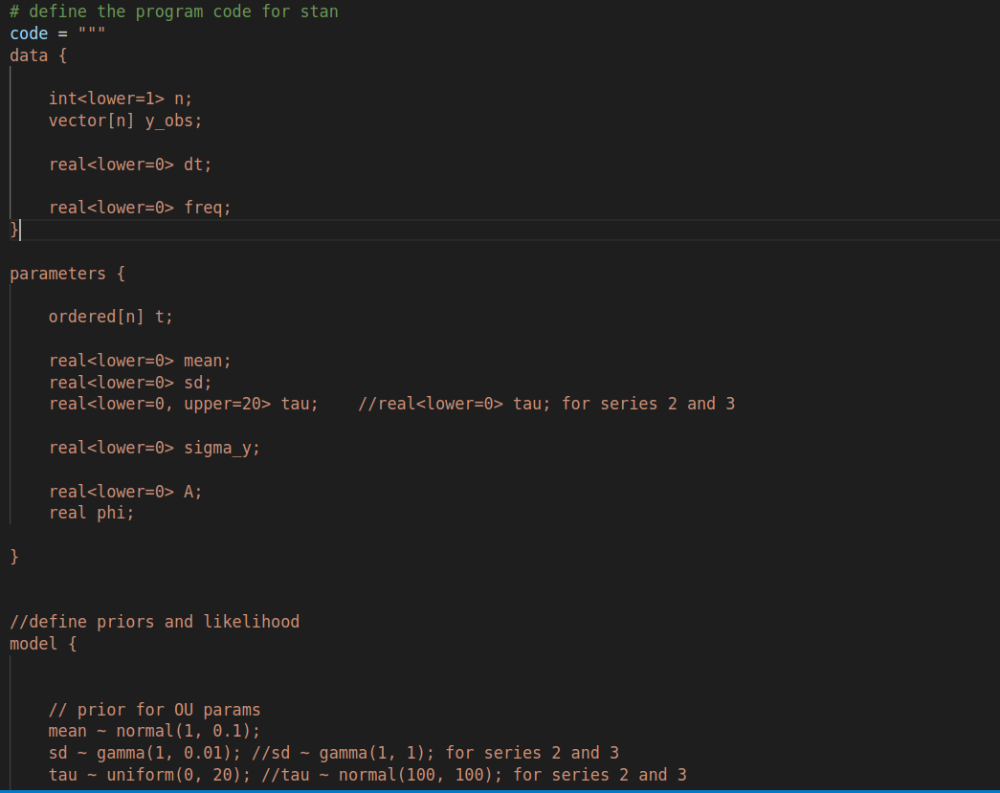 # define the program code for stan
code = """
data {
int<lower=1> n;
vector[n] y_obs;
real<lower=0> dt;
real<lower=0> freq;
}
parameters {
ordered[n] t;
real<lower=0> mean;
real<lower=0> sd;
real<lower=0, upper=20> tau;    //real<lower=0> tau; for series 2 and 3
real<lower=0> sigma_y;
real<lower=0> A;
real phi;
}
//define priors and likelihood
model {
// prior for OU params
mean ~ normal(1, 0.1);
sd ~ gamma(1, 0.01); //sd ~ gamma(1, 1); for series 2 and 3
tau ~ uniform(0, 20); //tau ~ normal(100, 100); for series 2 and 3